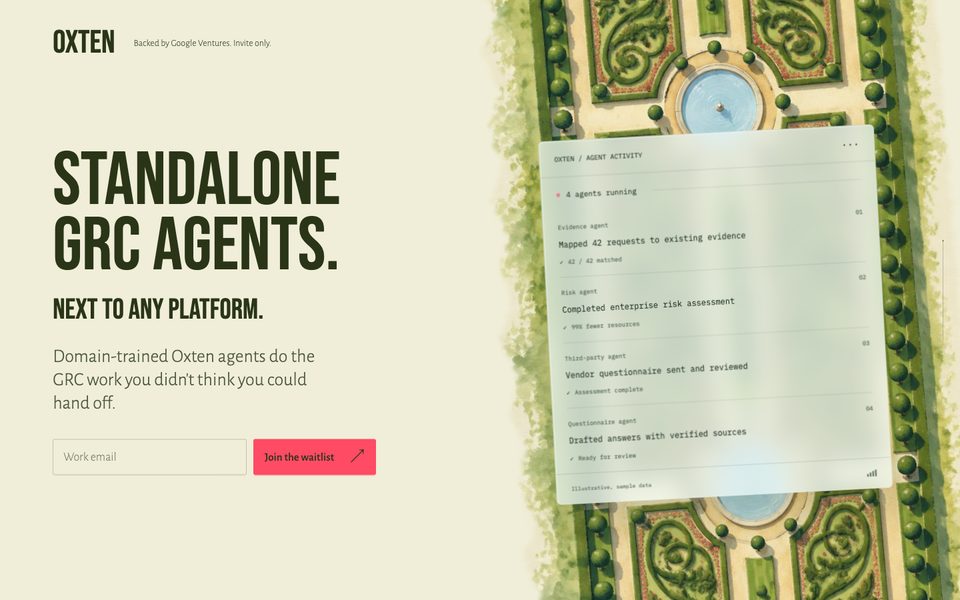 OXTEN
Backed by Google Ventures. Invite only.
STANDALONE
GRC AGENTS.
NEXT TO ANY PLATFORM.
Domain-trained Oxten agents do the
GRC work you didn't think you could
hand off.
Work email
Join the waitlist
OXTEN / AGENT ACTIVITY
4 agents running
01
Evidence agent
Mapped 42 requests to existing evidence
✓ 42 / 42 matched
02
Risk agent
Completed enterprise risk assessment
✓ 99% fewer resources
03
Third-party agent
Vendor questionnaire sent and reviewed
✓ Assessment complete
04
Questionnaire agent
Drafted answers with verified sources
✓ Ready for review
Illustrative, sample data